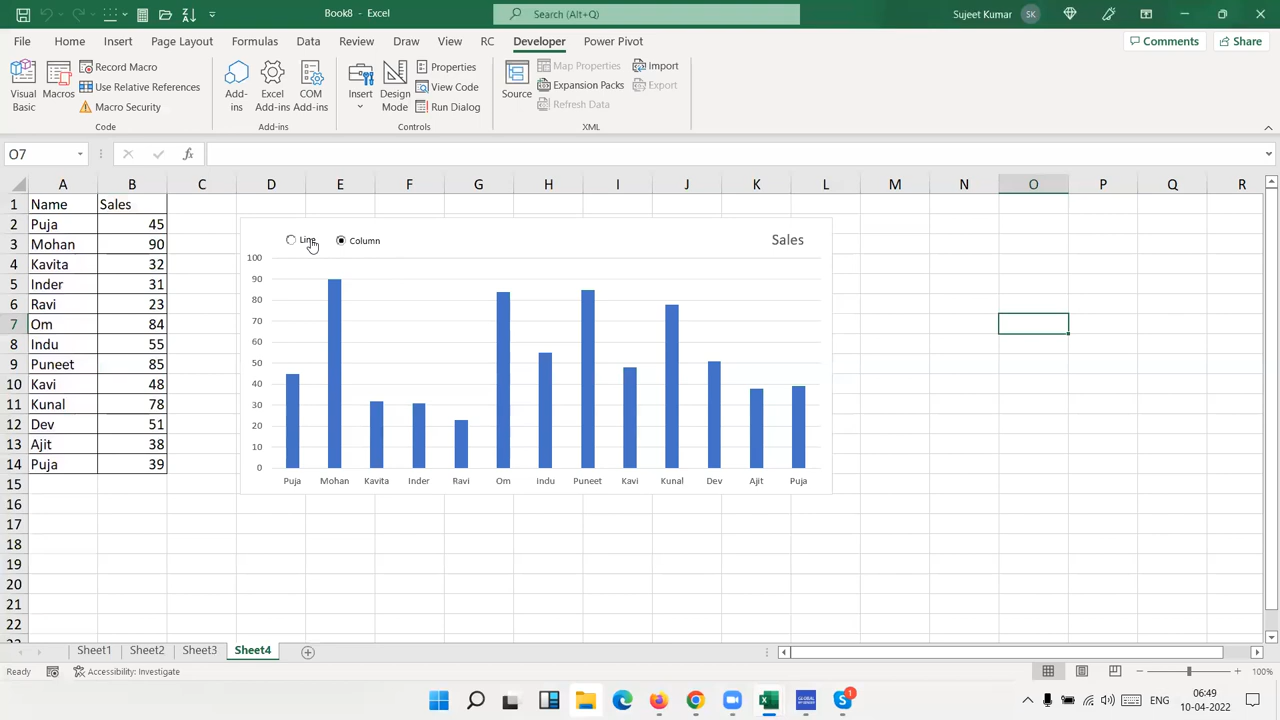 Book8 - Excel
Search (Alt+Q)
Sujeet Kumar
SK
File Home Insert Page Layout Formulas Data Review View Draw RC Developer Power Pivot
Comments
Share
Visual Basic
Macros
Record Macro
Use Relative References
Macro Security
Code
Add-ins
Excel Add-ins
COM Add-ins
Add-ins
Insert
Design Mode
Properties
View Code
Run Dialog
Controls
Source
Map Properties
Expansion Packs
Refresh Data
Import
Export
XML
O7
fx
A B C D E F G H I J K L M N O P Q R
1 Name Sales
2 Puja 45
3 Mohan 90
4 Kavita 32
5 Inder 31
6 Ravi 23
7 Om 84
8 Indu 55
9 Puneet 85
10 Kavi 48
11 Kunal 78
12 Dev 51
13 Ajit 38
14 Puja 39
15
16
17
18
19
20
21
22
Line
Column
Sales
100
90
80
70
60
50
40
30
20
10
0
Puja Mohan Kavita Inder Ravi Om Indu Puneet Kavi Kunal Dev Ajit Puja
Sheet1 Sheet2 Sheet3 Sheet4
Ready
Accessibility: Investigate
100%
GLOBAL
1
ENG
06:49
10-04-2022